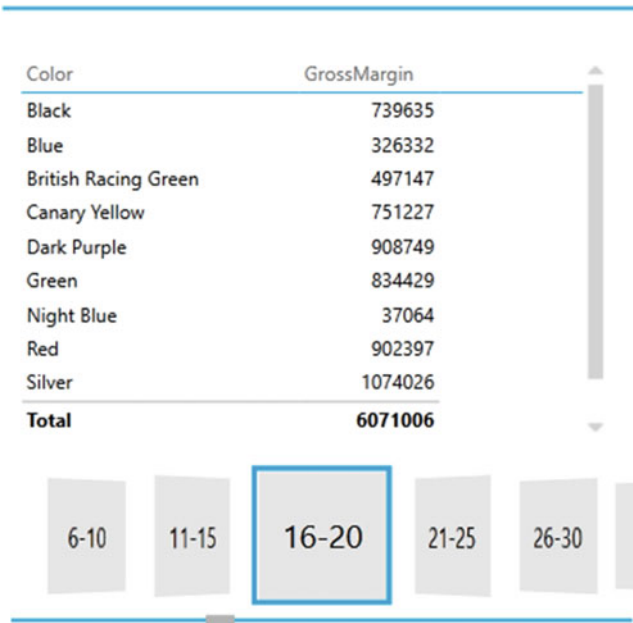 Color GrossMargin
Black 739635
Blue 326332
British Racing Green 497147
Canary Yellow 751227
Dark Purple 908749
Green 834429
Night Blue 37064
Red 902397
Silver 1074026
Total 6071006
6-10 11-15 16-20 21-25 26-30